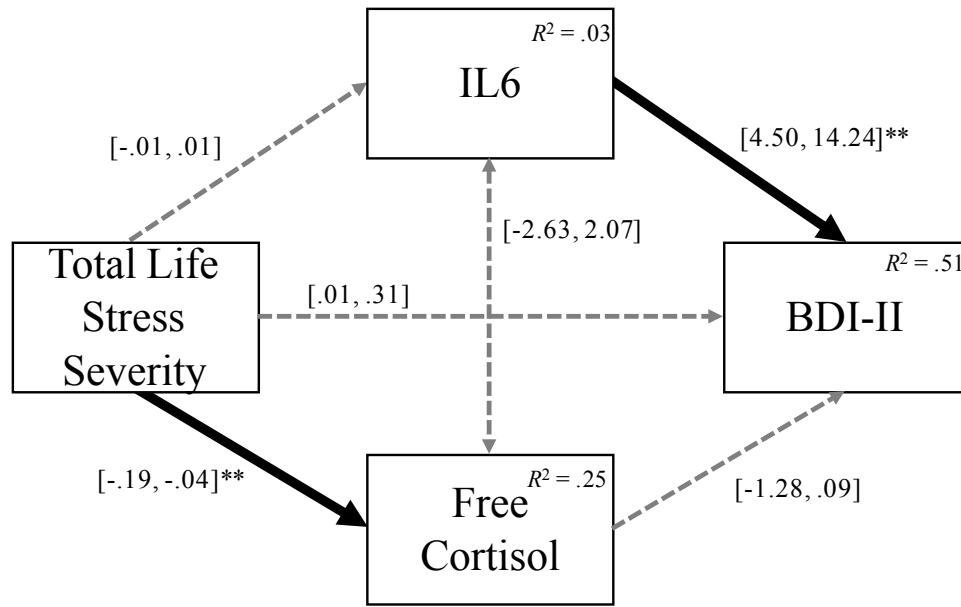 R² = .03
IL6
[-.01, .01]
[4.50, 14.24]**
[-2.63, 2.07]
Total Life
Stress
Severity
[.01, .31]
R² = .51
BDI-II
[-.19, -.04]**
R² = .25
Free
Cortisol
[-1.28, .09]